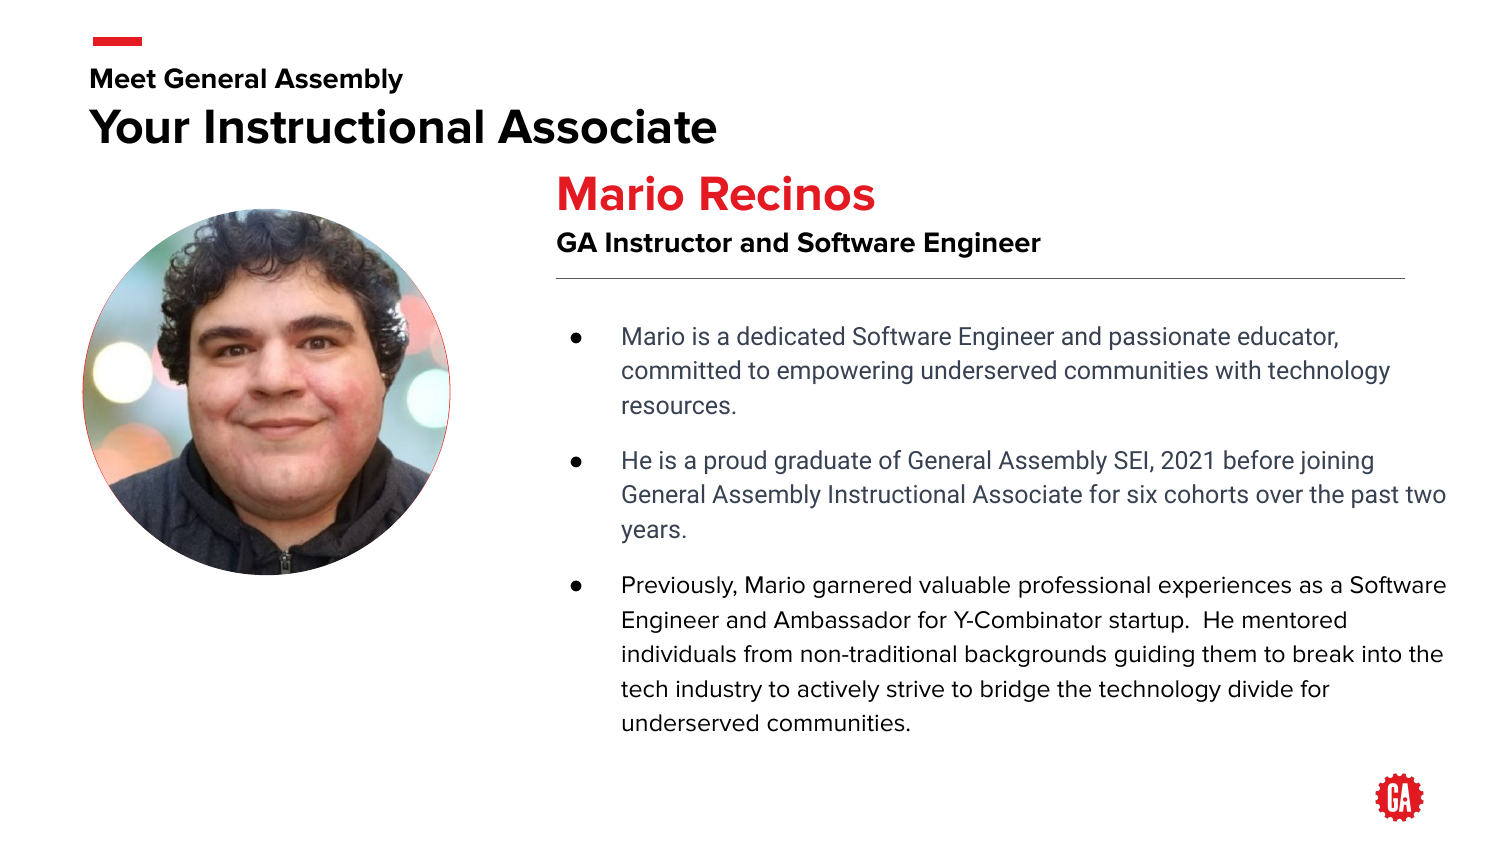 Meet General Assembly
Your Instructional Associate
Mario Recinos
GA Instructor and Software Engineer
● Mario is a dedicated Software Engineer and passionate educator,
committed to empowering underserved communities with technology
resources.
● He is a proud graduate of General Assembly SEI, 2021 before joining
General Assembly Instructional Associate for six cohorts over the past two
years.
● Previously, Mario garnered valuable professional experiences as a Software
Engineer and Ambassador for Y-Combinator startup.  He mentored
individuals from non-traditional backgrounds guiding them to break into the
tech industry to actively strive to bridge the technology divide for
underserved communities.
GA